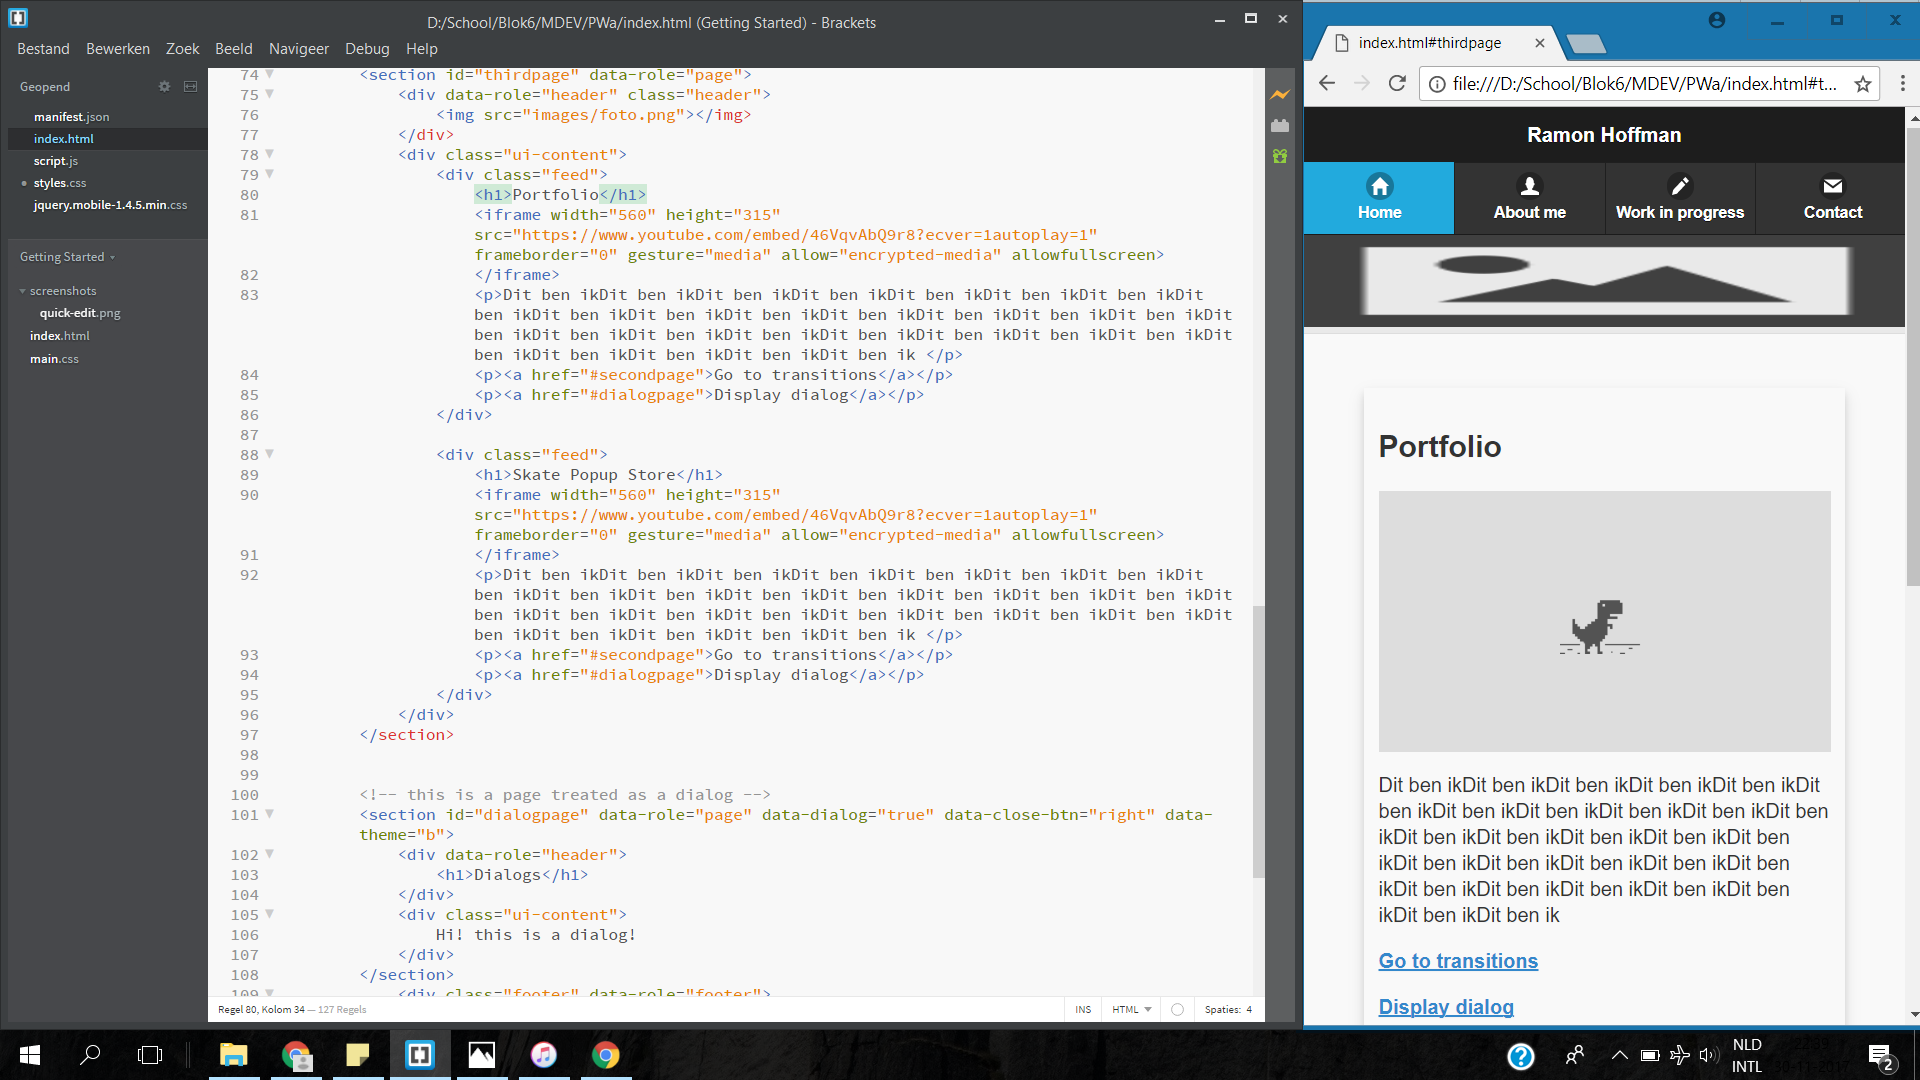 D:/School/Blok6/MDEV/PWa/index.html (Getting Started) - Brackets
Bestand Bewerken Zoek Beeld Navigeer Debug Help
Geopend
manifest.json
index.html
script.js
styles.css
jquery.mobile-1.4.5.min.css
Getting Started
screenshots
quick-edit.png
index.html
main.css
74 <section id="thirdpage" data-role="page">
75 <div data-role="header" class="header">
76 <img src="images/foto.png"></img>
77 </div>
78 <div class="ui-content">
79 <div class="feed">
80 <h1>Portfolio</h1>
81 <iframe width="560" height="315"
src="https://www.youtube.com/embed/46VqvAbQ9r8?ecver=1autoplay=1"
frameborder="0" gesture="media" allow="encrypted-media" allowfullscreen>
82 </iframe>
83 <p>Dit ben ikDit ben ikDit ben ikDit ben ikDit ben ikDit ben ikDit ben ikDit
ben ikDit ben ikDit ben ikDit ben ikDit ben ikDit ben ikDit ben ikDit ben ikDit
ben ikDit ben ikDit ben ikDit ben ikDit ben ikDit ben ikDit ben ikDit ben ikDit
ben ikDit ben ikDit ben ikDit ben ikDit ben ik </p>
84 <p><a href="#secondpage">Go to transitions</a></p>
85 <p><a href="#dialogpage">Display dialog</a></p>
86 </div>
87
88 <div class="feed">
89 <h1>Skate Popup Store</h1>
90 <iframe width="560" height="315"
src="https://www.youtube.com/embed/46VqvAbQ9r8?ecver=1autoplay=1"
frameborder="0" gesture="media" allow="encrypted-media" allowfullscreen>
91 </iframe>
92 <p>Dit ben ikDit ben ikDit ben ikDit ben ikDit ben ikDit ben ikDit ben ikDit
ben ikDit ben ikDit ben ikDit ben ikDit ben ikDit ben ikDit ben ikDit ben ikDit
ben ikDit ben ikDit ben ikDit ben ikDit ben ikDit ben ikDit ben ikDit ben ikDit
ben ikDit ben ikDit ben ikDit ben ikDit ben ik </p>
93 <p><a href="#secondpage">Go to transitions</a></p>
94 <p><a href="#dialogpage">Display dialog</a></p>
95 </div>
96 </div>
97 </section>
98
99
100 <!-- this is a page treated as a dialog -->
101 <section id="dialogpage" data-role="page" data-dialog="true" data-close-btn="right" data-
theme="b">
102 <div data-role="header">
103 <h1>Dialogs</h1>
104 </div>
105 <div class="ui-content">
106 Hi! this is a dialog!
107 </div>
108 </section>
109 <div class="footer" data-role="footer">
Regel 80, Kolom 34 — 127 Regels INS HTML Spaties: 4
index.html#thirdpage
file:///D:/School/Blok6/MDEV/PWa/index.html#t...
Ramon Hoffman
Home About me Work in progress Contact
Portfolio
Dit ben ikDit ben ikDit ben ikDit ben ikDit ben ikDit
ben ikDit ben ikDit ben ikDit ben ikDit ben ikDit ben
ikDit ben ikDit ben ikDit ben ikDit ben ikDit ben
ikDit ben ikDit ben ikDit ben ikDit ben ikDit ben
ikDit ben ikDit ben ikDit ben ikDit ben ikDit ben
ikDit ben ikDit ben ik
Go to transitions
Display dialog
NLD
INTL
2